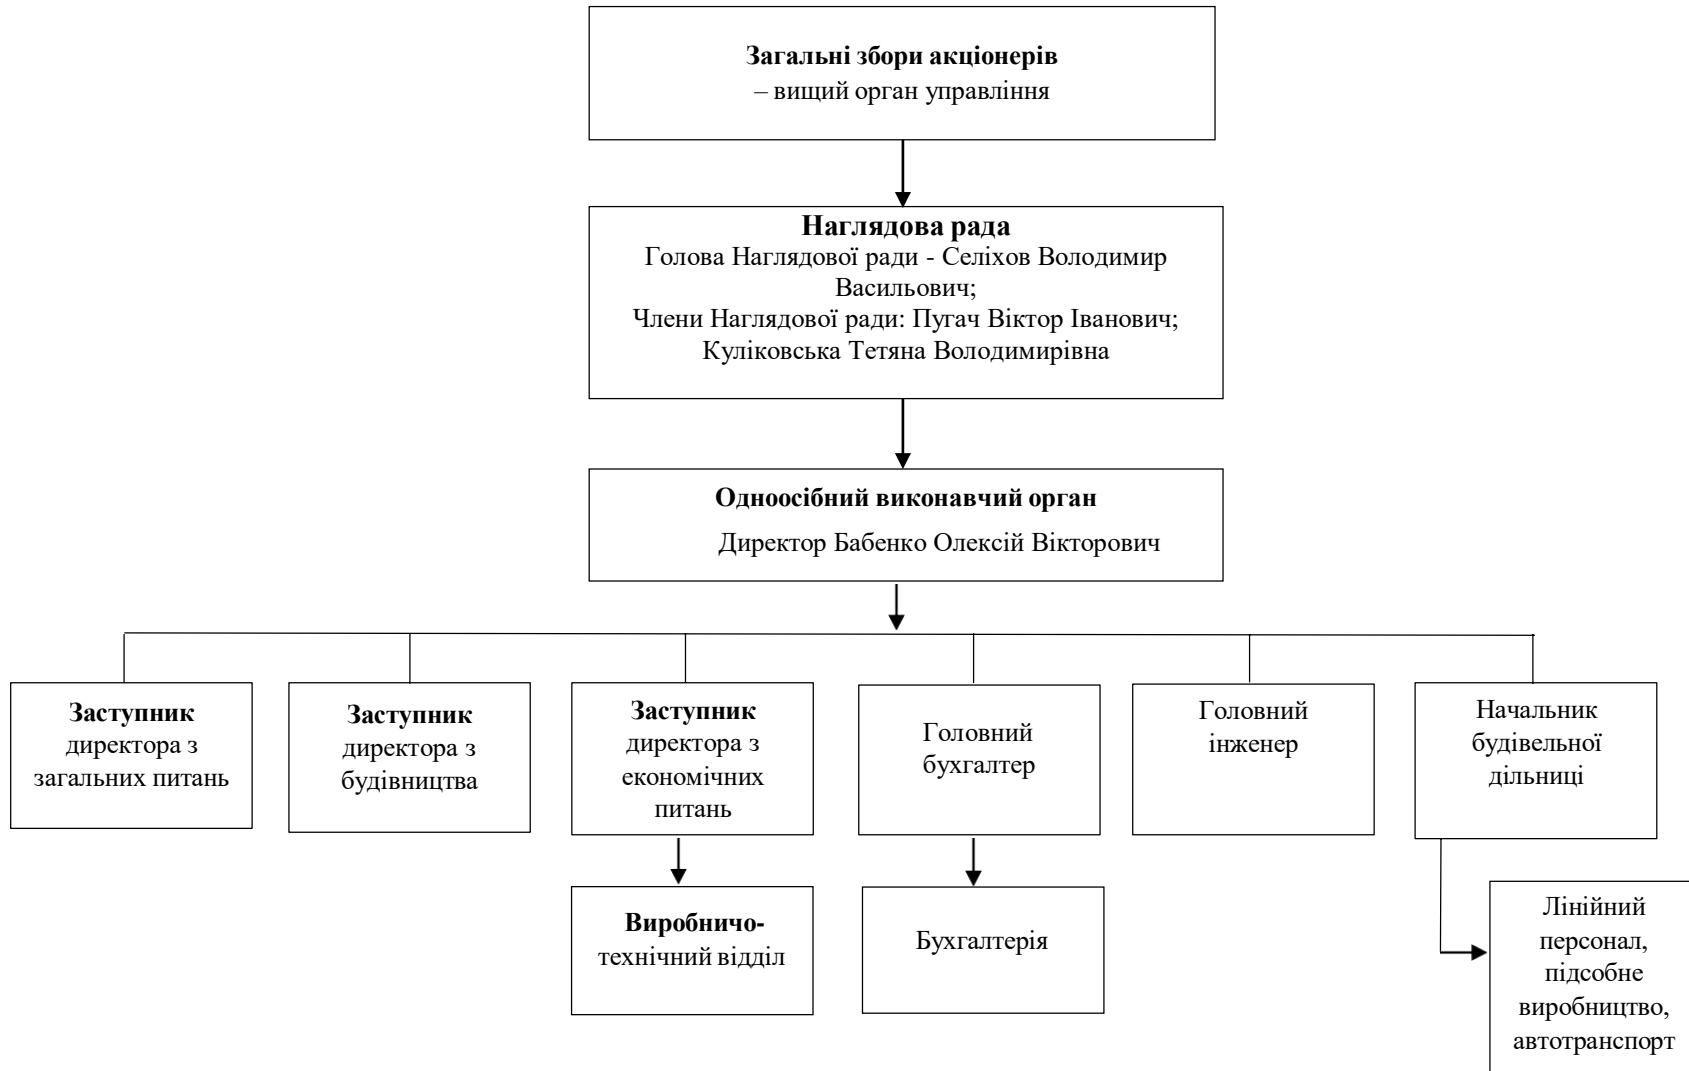 Загальні збори акціонерів
– вищий орган управління
Наглядова рада
Голова Наглядової ради - Селіхов Володимир
Васильович;
Члени Наглядової ради: Пугач Віктор Іванович;
Куліковська Тетяна Володимирівна
Одноосібний виконавчий орган
Директор Бабенко Олексій Вікторович
Заступник
директора з
загальних питань
Заступник
директора з
будівництва
Заступник
директора з
економічних
питань
Головний
бухгалтер
Головний
інженер
Начальник
будівельної
дільниці
Виробничо-
технічний відділ
Бухгалтерія
Лінійний
персонал,
підсобне
виробництво,
автотранспорт